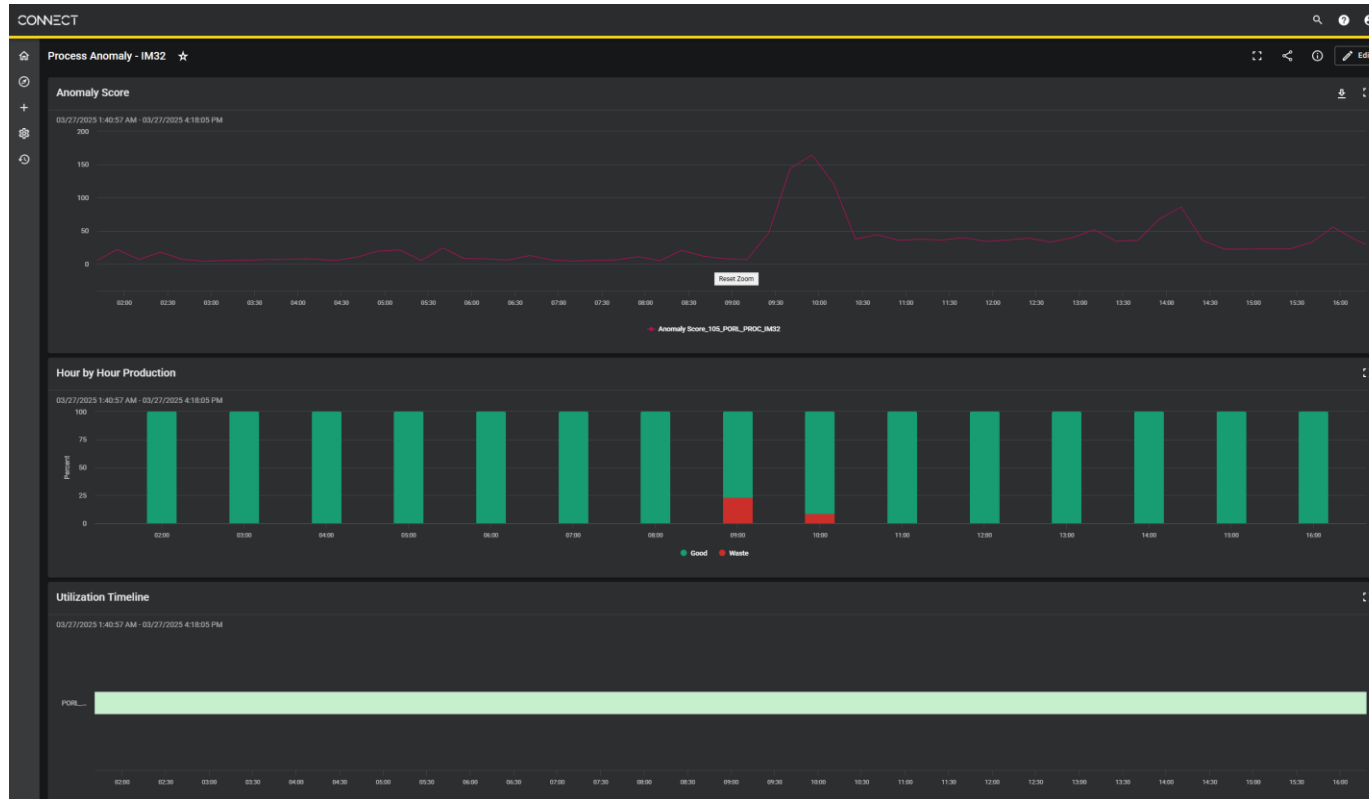 CONNECT
Process Anomaly - IM32
Edi
Anomaly Score
03/27/2025 1:40:57 AM - 03/27/2025 4:18:05 PM
200
150
100
50
0
Reset Zoom
02:00 02:30 03:00 03:30 04:00 04:30 05:00 05:30 06:00 06:30 07:00 07:30 08:00 08:30 09:00 09:30 10:00 10:30 11:00 11:30 12:00 12:30 13:00 13:30 14:00 14:30 15:00 15:30 16:00
Anomaly Score_105_PORL_PROC_IM32
Hour by Hour Production
03/27/2025 1:40:57 AM - 03/27/2025 4:18:05 PM
Percent
100
75
50
25
0
02:00 03:00 04:00 05:00 06:00 07:00 08:00 09:00 10:00 11:00 12:00 13:00 14:00 15:00 16:00
Good Waste
Utilization Timeline
03/27/2025 1:40:57 AM - 03/27/2025 4:18:05 PM
PORL_...
02:00 02:30 03:00 03:30 04:00 04:30 05:00 05:30 06:00 06:30 07:00 07:30 08:00 08:30 09:00 09:30 10:00 10:30 11:00 11:30 12:00 12:30 13:00 13:30 14:00 14:30 15:00 15:30 16:00